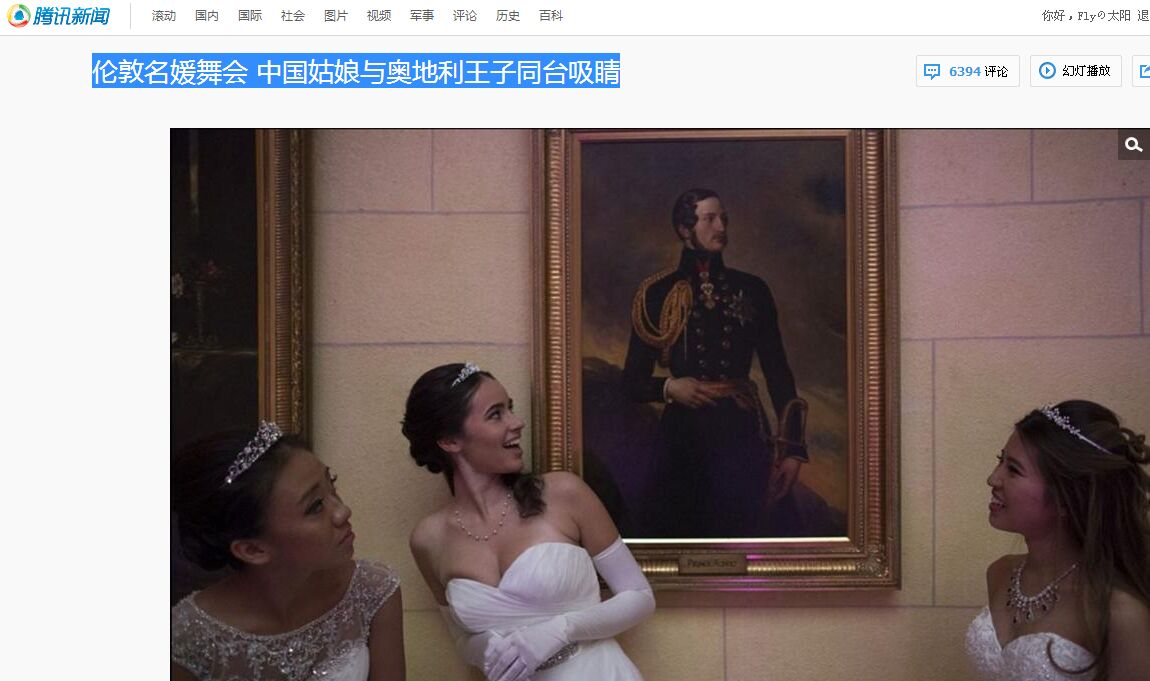 腾讯新闻 滚动 国内 国际 社会 图片 视频 军事 评论 历史 百科 你好,Flyの太阳 退
伦敦名媛舞会 中国姑娘与奥地利王子同台吸睛 6394 评论 幻灯播放